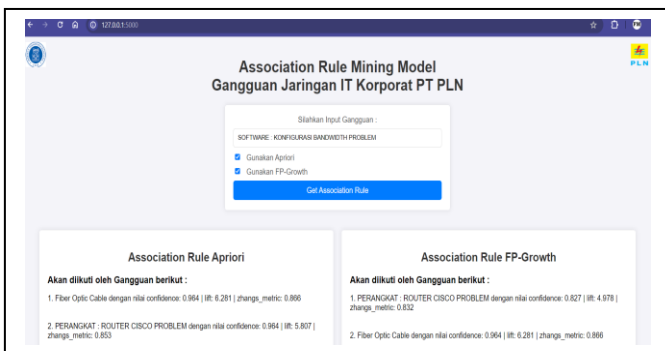 127.0.0.1:5000
PLN
Association Rule Mining Model
Gangguan Jaringan IT Korporat PT PLN
Silahkan Input Gangguan :
SOFTWARE : KONFIGURASI BANDWIDTH PROBLEM
Gunakan Apriori
Gunakan FP-Growth
Get Association Rule
Association Rule Apriori
Akan diikuti oleh Gangguan berikut :
1. Fiber Optic Cable dengan nilai confidence: 0.964 | lift: 6.281 | zhangs_metric: 0.866
2. PERANGKAT : ROUTER CISCO PROBLEM dengan nilai confidence: 0.964 | lift: 5.807 |
zhangs_metric: 0.853
Association Rule FP-Growth
Akan diikuti oleh Gangguan berikut :
1. PERANGKAT : ROUTER CISCO PROBLEM dengan nilai confidence: 0.827 | lift: 4.978 |
zhangs_metric: 0.832
2. Fiber Optic Cable dengan nilai confidence: 0.964 | lift: 6.281 | zhangs_metric: 0.866